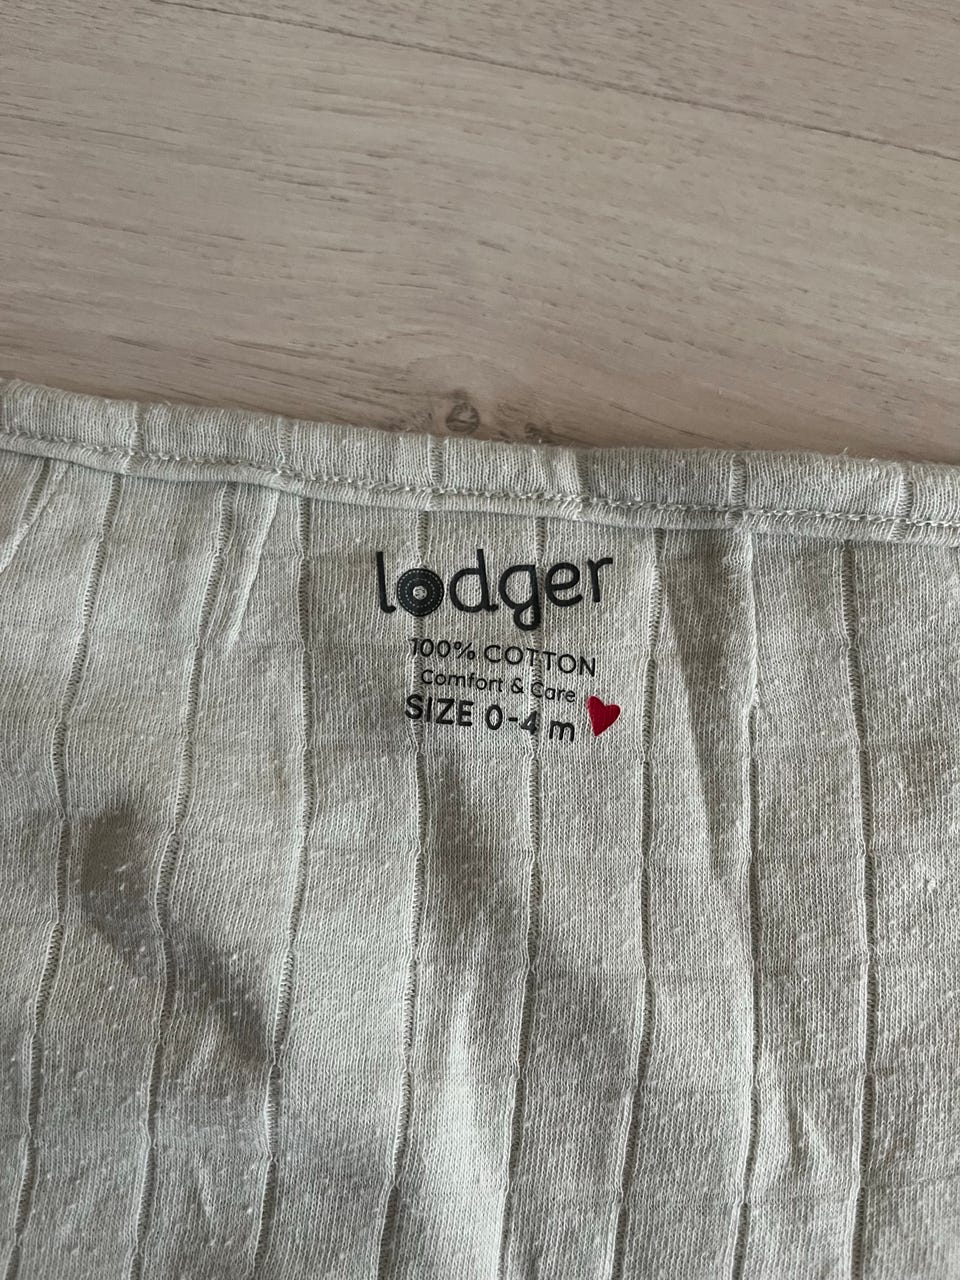 lodger
100% COTTON
Comfort & Care
SIZE 0-4 m